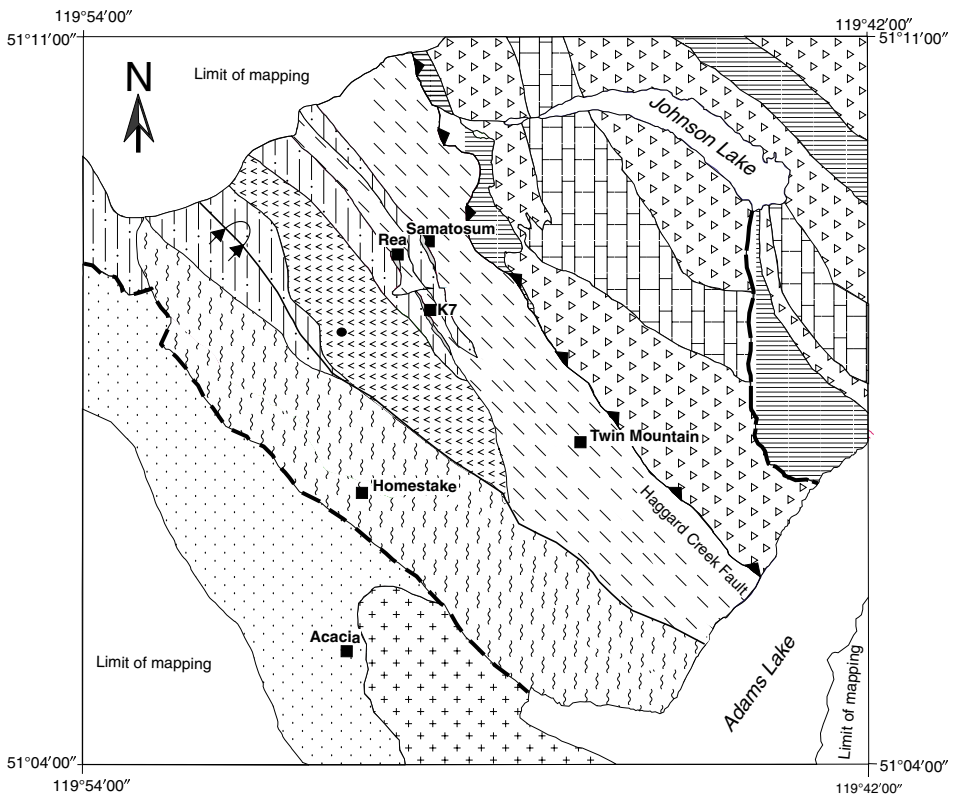 119°54′00″
119°42′00″
51°11′00″
51°11′00″
N
Limit of mapping
Johnson Lake
Samatosum
Rea
K7
Twin Mountain
Homestake
Haggard Creek Fault
Acacia
Adams Lake
Limit of mapping
Limit of mapping
51°04′00″
51°04′00″
119°54′00″
119°42′00″